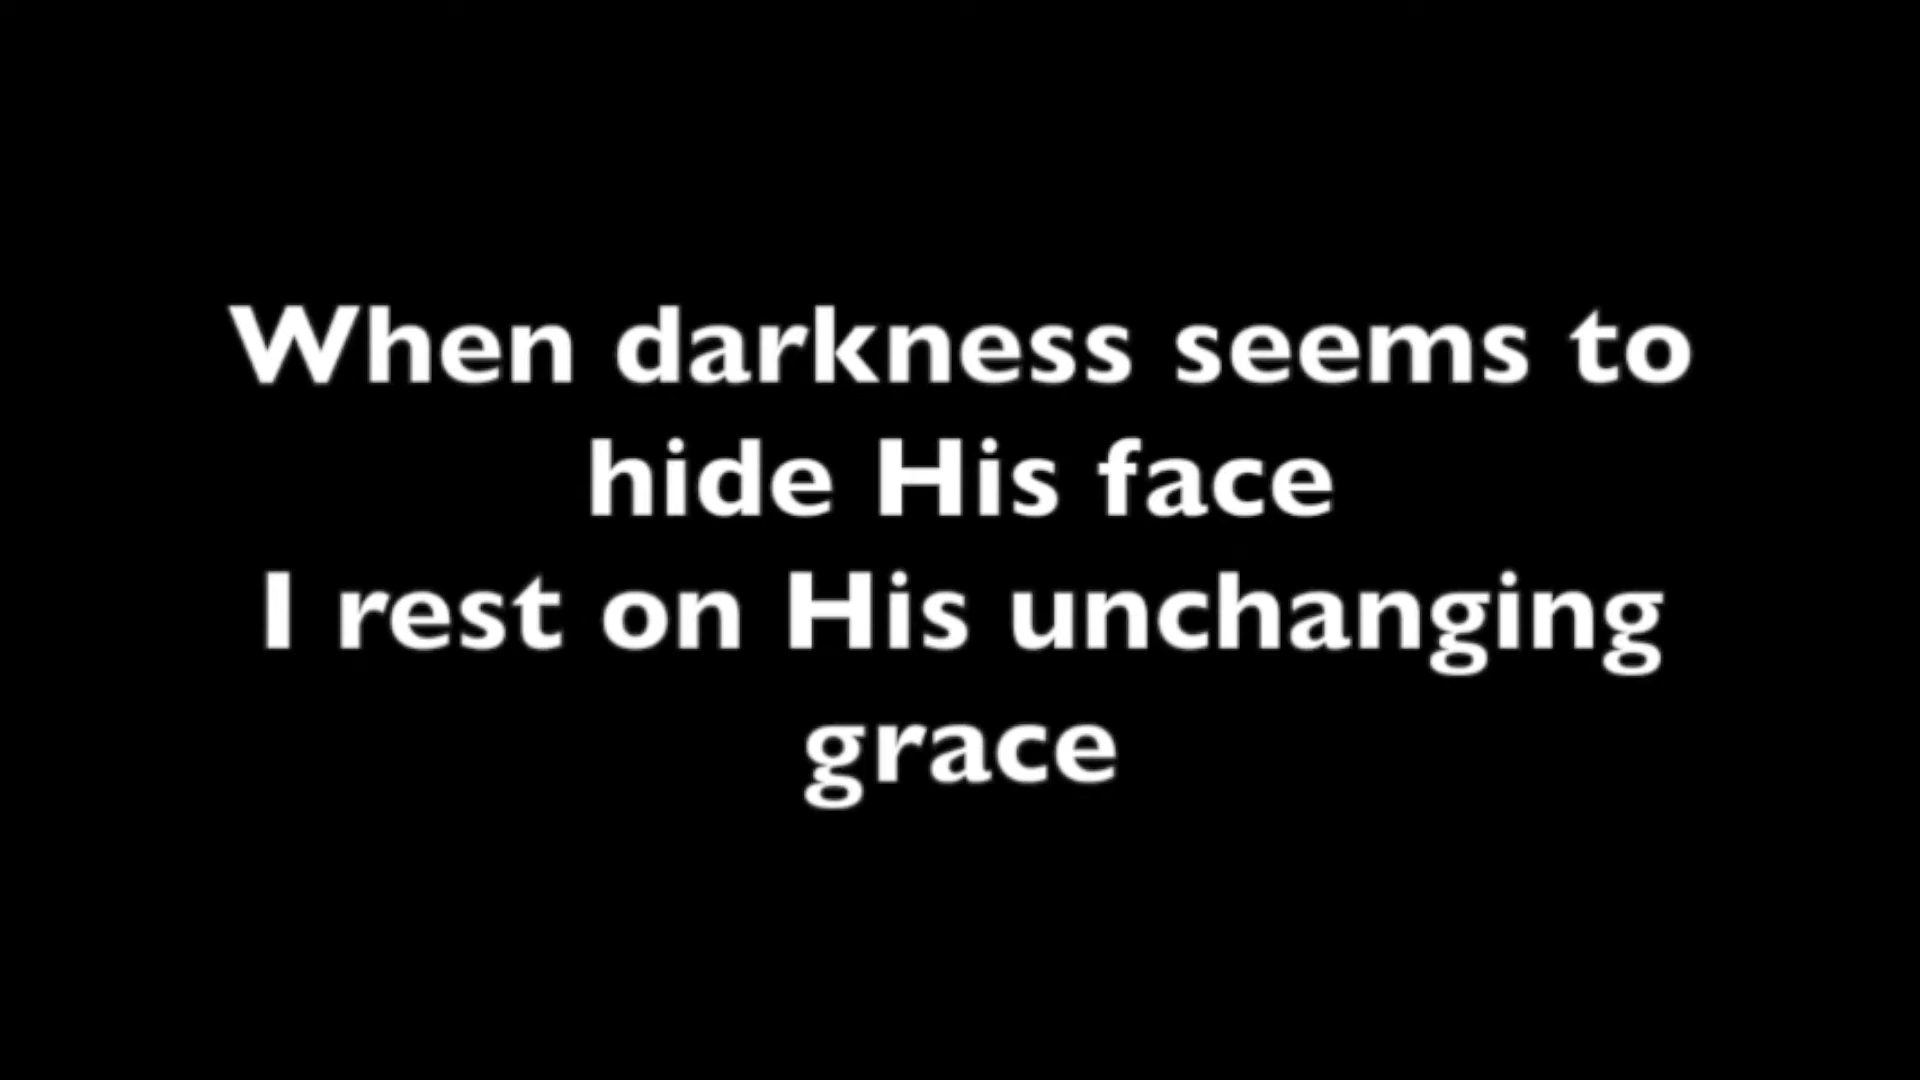 When darkness seems to
hide His face
I rest on His unchanging
grace